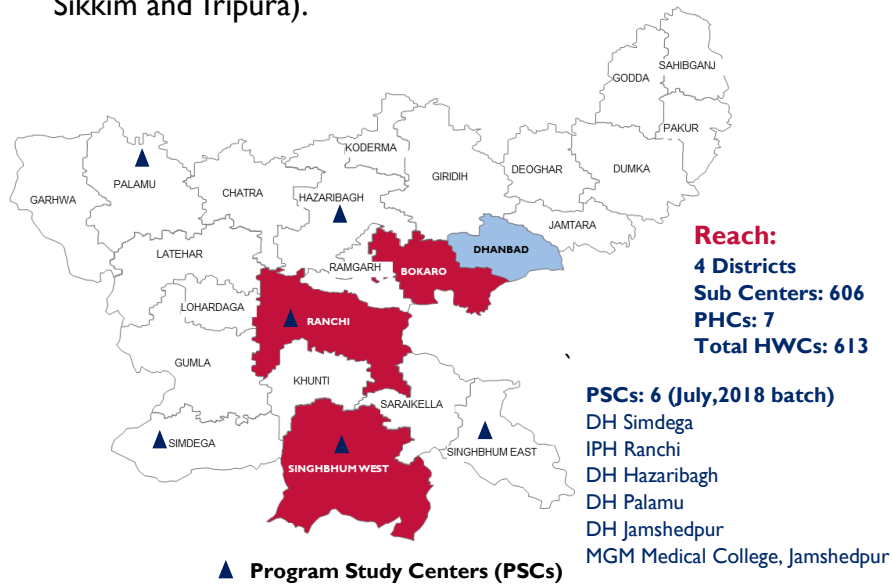 Sikkim and Tripura).
SAHIBGANJ
GODDA
PAKUR
KODERMA
GIRIDIH
DEOGHAR
DUMKA
PALAMU
CHATRA
HAZARIBAGH
GARHWA
JAMTARA
DHANBAD
LATEHAR
RAMGARH
BOKARO
LOHARDAGA
RANCHI
GUMLA
KHUNTI
SARAIKELLA
SIMDEGA
SINGHBHUM EAST
SINGHBHUM WEST
Reach:
4 Districts
Sub Centers: 606
PHCs: 7
Total HWCs: 613
`
PSCs: 6 (July,2018 batch)
DH Simdega
IPH Ranchi
DH Hazaribagh
DH Palamu
DH Jamshedpur
MGM Medical College, Jamshedpur
Program Study Centers (PSCs)